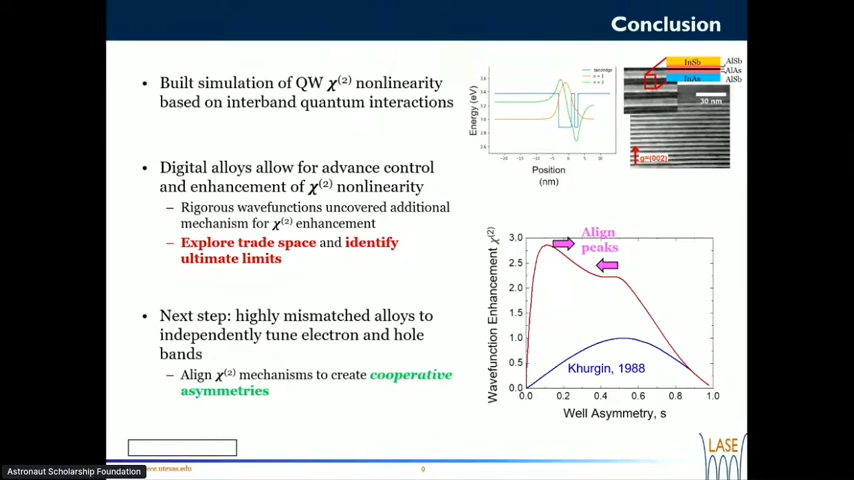 Conclusion
• Built simulation of QW χ(2) nonlinearity
based on interband quantum interactions
• Digital alloys allow for advance control
and enhancement of χ(2) nonlinearity
– Rigorous wavefunctions uncovered additional
mechanism for χ(2) enhancement
– Explore trade space and identify
ultimate limits
• Next step: highly mismatched alloys to
independently tune electron and hole
bands
– Align χ(2) mechanisms to create cooperative
asymmetries
Energy (eV)
Position
(nm)
InSb
InAs
AlSb
AlAs
AlSb
30 nm
g=(002)
Wavefunction Enhancement χ(2)
3.0
2.5
2.0
1.5
1.0
0.5
0.0
Align
peaks
Khurgin, 1988
0.0 0.2 0.4 0.6 0.8 1.0
Well Asymmetry, s
Astronaut Scholarship Foundation
ece.utexas.edu
9
LASE